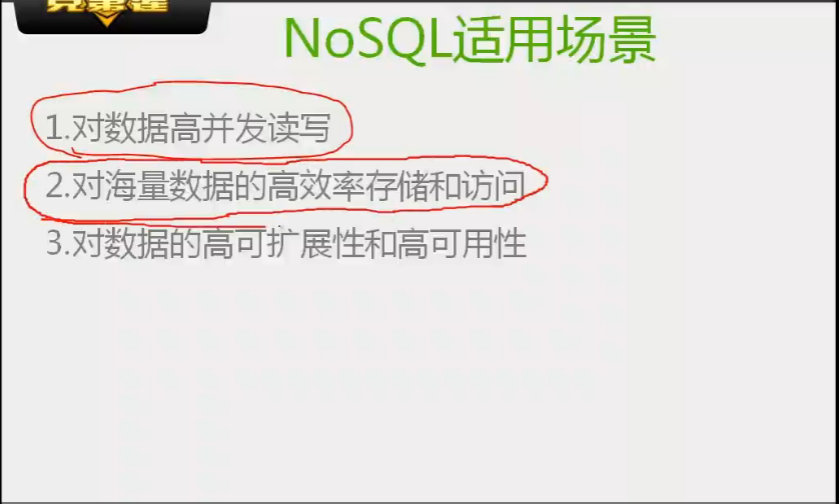 NoSQL适用场景
1.对数据高并发读写
2.对海量数据的高效率存储和访问
3.对数据的高可扩展性和高可用性